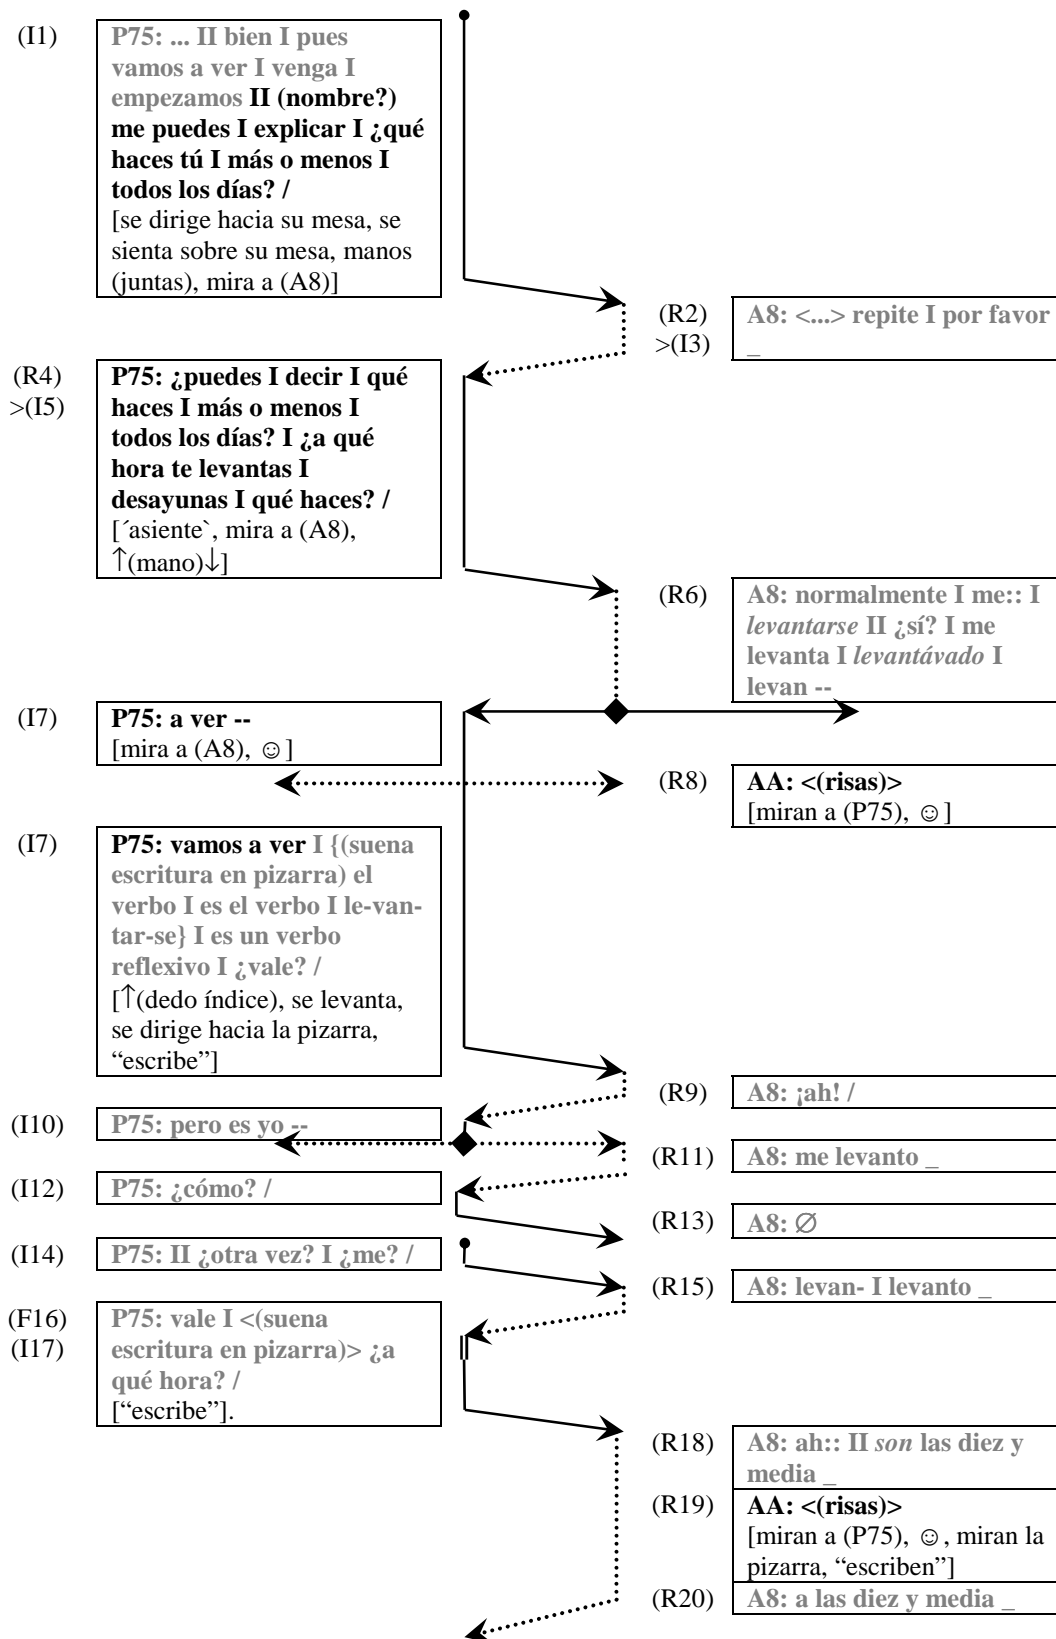 (I1)
P75: ... II bien I pues
vamos a ver I venga I
empezamos II (nombre?)
me puedes I explicar I ¿qué
haces tú I más o menos I
todos los días? /
[se dirige hacia su mesa, se
sienta sobre su mesa, manos
(juntas), mira a (A8)]
(R2)
>(I3)
A8: <...> repite I por favor
_
(R4)
>(I5)
P75: ¿puedes I decir I qué
haces I más o menos I
todos los días? I ¿a qué
hora te levantas I
desayunas I qué haces? /
[´asiente`, mira a (A8),
↑(mano)↓]
(R6)
A8: normalmente I me:: I
levantarse II ¿sí? I me
levanta I levantávado I
levan --
(I7)
P75: a ver --
[mira a (A8), ☺]
(R8)
AA: <(risas)>
[miran a (P75), ☺]
(I7)
P75: vamos a ver I {(suena
escritura en pizarra) el
verbo I es el verbo I le-van-
tar-se} I es un verbo
reflexivo I ¿vale? /
[↑(dedo índice), se levanta,
se dirige hacia la pizarra,
“escribe”]
(R9)
A8: ¡ah! /
(I10)
P75: pero es yo --
(R11)
A8: me levanto _
(I12)
P75: ¿cómo? /
(R13)
A8: ∅
(I14)
P75: II ¿otra vez? I ¿me? /
(R15)
A8: levan- I levanto _
(F16)
(I17)
P75: vale I <(suena
escritura en pizarra)> ¿a
qué hora? /
[“escribe”].
(R18)
A8: ah:: II son las diez y
media _
(R19)
AA: <(risas)>
[miran a (P75), ☺, miran la
pizarra, “escriben”]
(R20)
A8: a las diez y media _